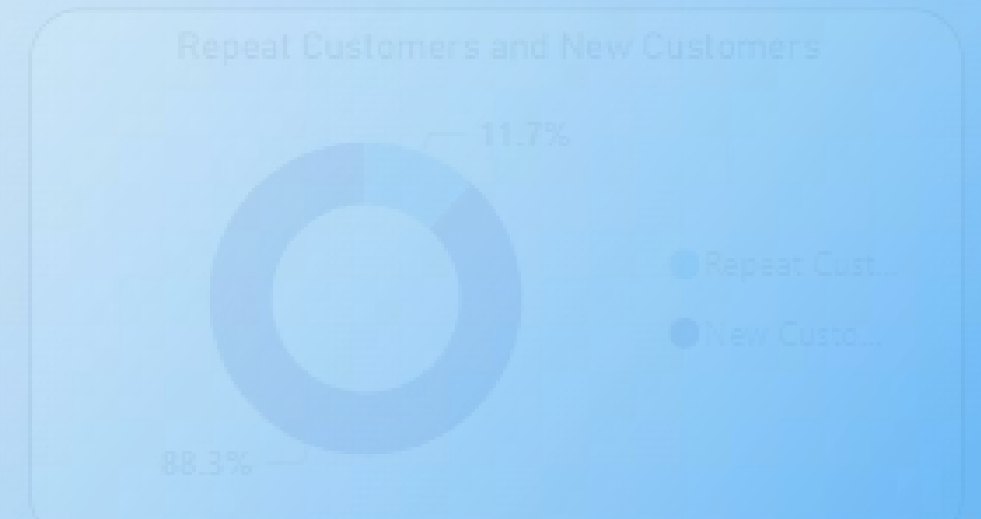 Repeat Customers and New Customers
11.7%
Repeat Cust...
New Custo...
88.3%